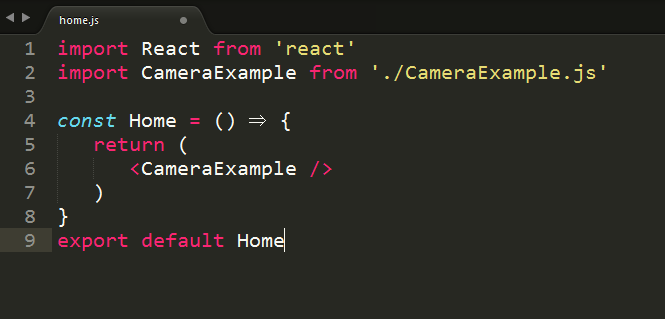 home.js
1 import React from 'react'
2 import CameraExample from './CameraExample.js'
3
4 const Home = () => {
5    return (
6       <CameraExample />
7    )
8 }
9 export default Home